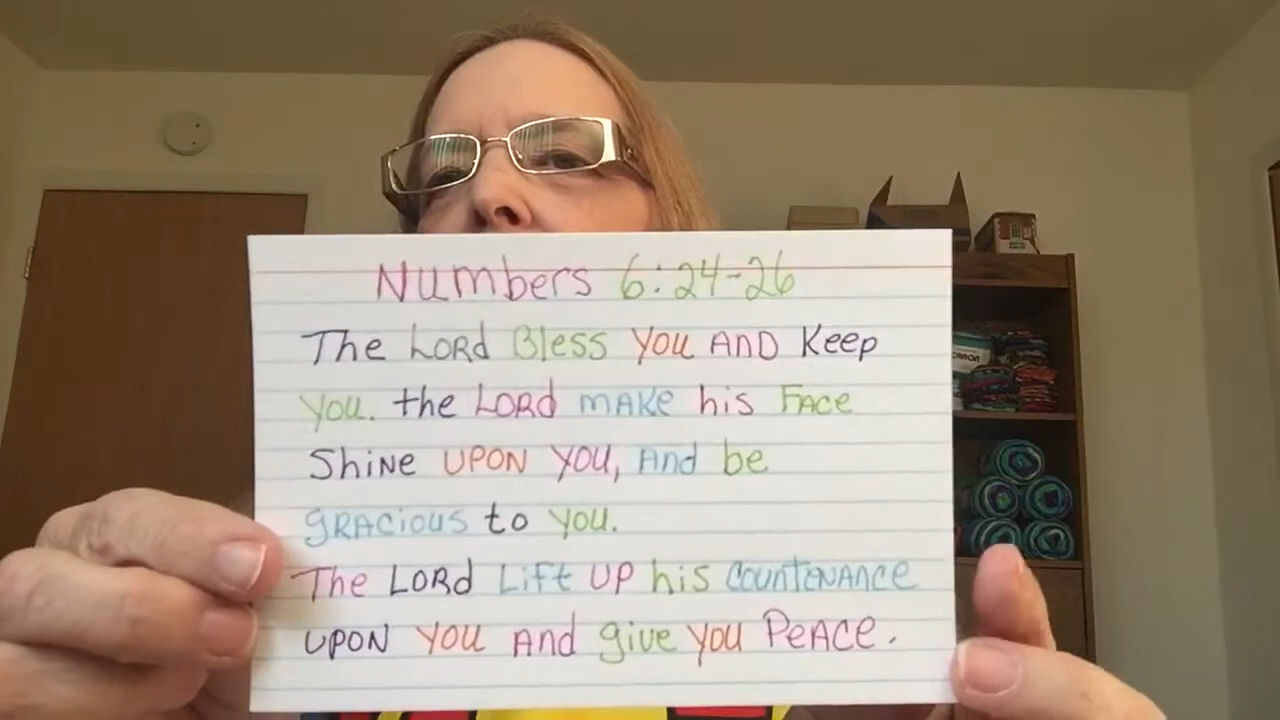 Numbers 6:24-26
The LORD Bless you AND Keep
you. the LORD mAKe his FAce
ShiNe UPON you, And be
gRAcious to you.
The LORD Lift UP his COUNTENANCE
UPON you And give you PeAce.